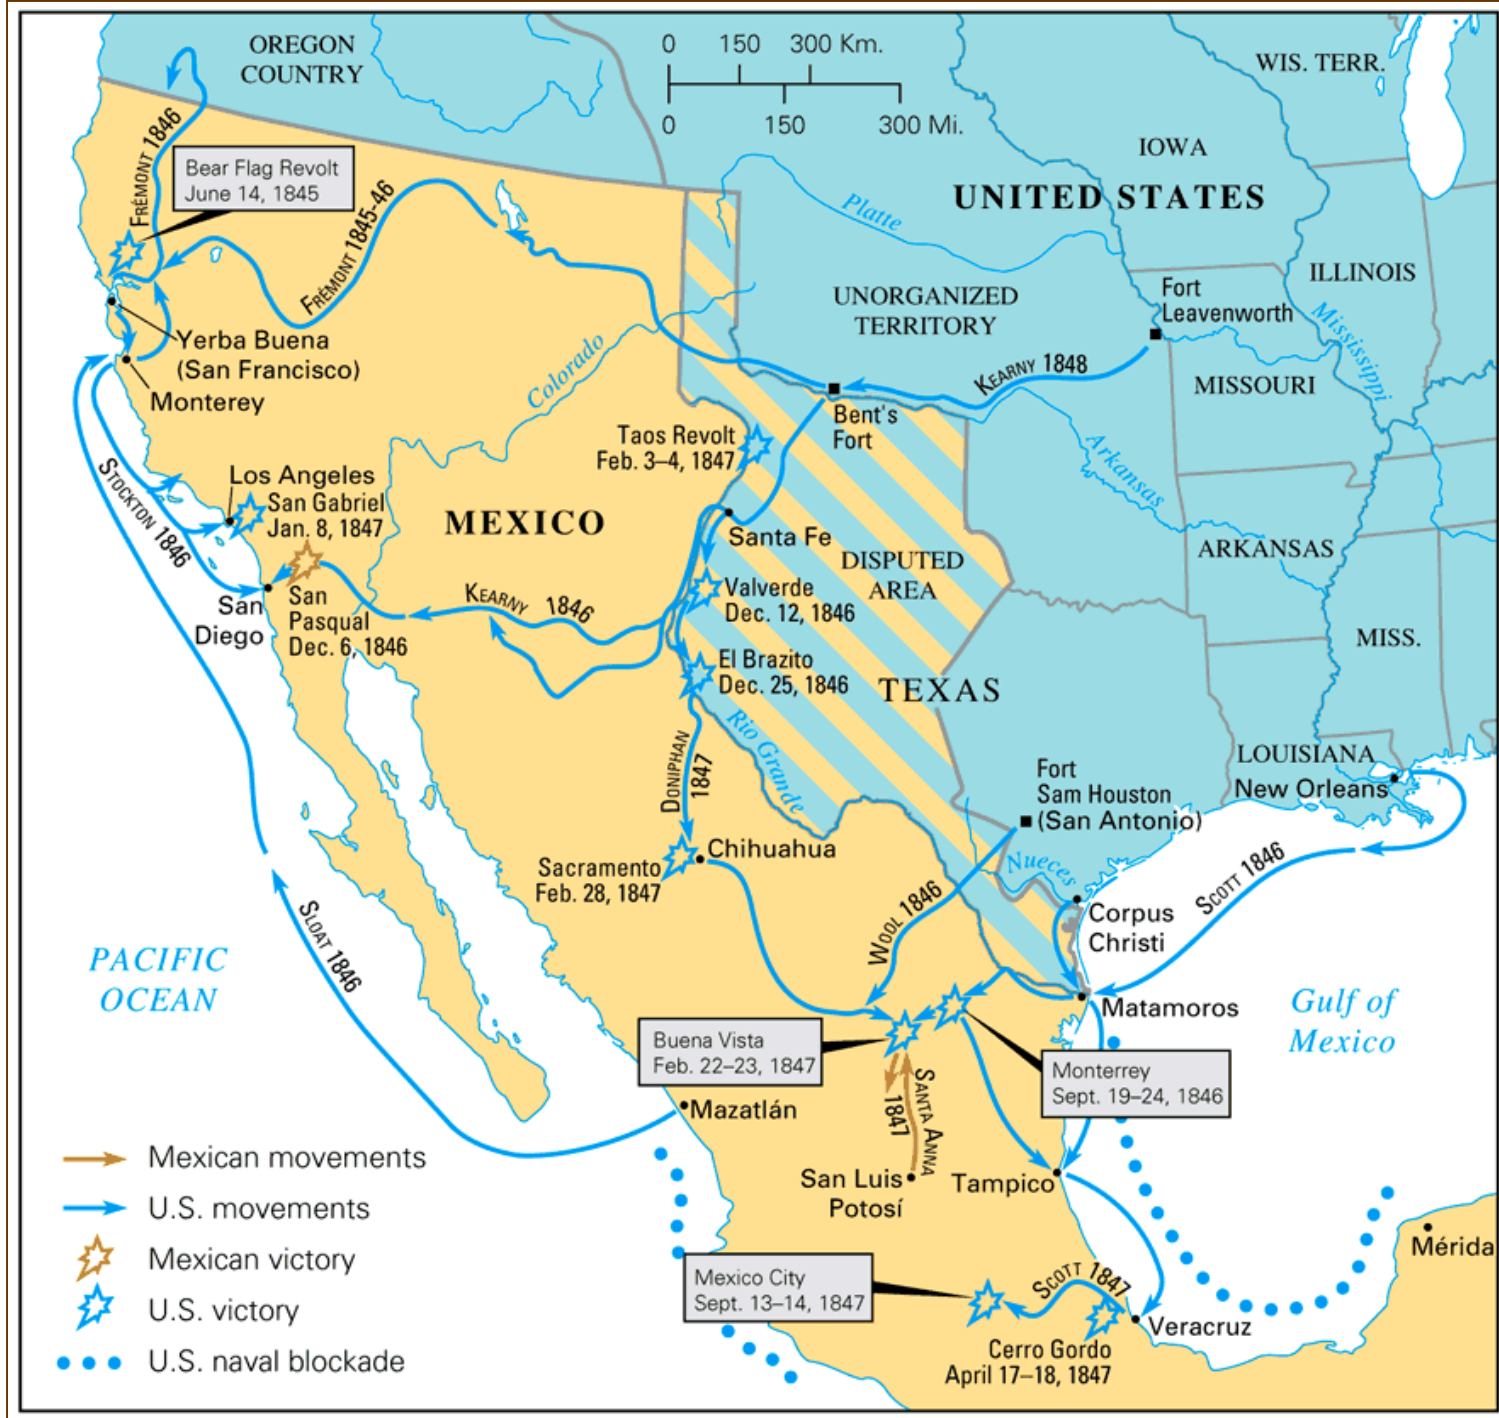 OREGON
COUNTRY
0 150 300 Km.
0 150 300 Mi.
WIS. TERR.
IOWA
UNITED STATES
FRÉMONT 1846
Bear Flag Revolt
June 14, 1845
FRÉMONT 1845-46
Platte
ILLINOIS
UNORGANIZED
TERRITORY
Fort
Leavenworth
Mississippi
Yerba Buena
(San Francisco)
Monterey
Colorado
KEARNY 1848
MISSOURI
Bent's
Fort
Taos Revolt
Feb. 3–4, 1847
Arkansas
STOCKTON 1846
Los Angeles
San Gabriel
Jan. 8, 1847
MEXICO
Santa Fe
DISPUTED
AREA
ARKANSAS
San
Diego
San
Pasqual
Dec. 6, 1846
KEARNY 1846
Valverde
Dec. 12, 1846
MISS.
El Brazito
Dec. 25, 1846
TEXAS
Rio Grande
DONIPHAN
1847
LOUISIANA
New Orleans
Fort
Sam Houston
(San Antonio)
Chihuahua
Sacramento
Feb. 28, 1847
Nueces
SCOTT 1846
WOOL 1846
Corpus
Christi
SLOAT 1846
PACIFIC
OCEAN
Matamoros
Gulf of
Mexico
Buena Vista
Feb. 22–23, 1847
Monterrey
Sept. 19–24, 1846
SANTA ANNA
1847
Mazatlán
San Luis
Potosí
Tampico
Mexican movements
U.S. movements
Mexican victory
U.S. victory
U.S. naval blockade
Mérida
Mexico City
Sept. 13–14, 1847
SCOTT 1847
Veracruz
Cerro Gordo
April 17–18, 1847